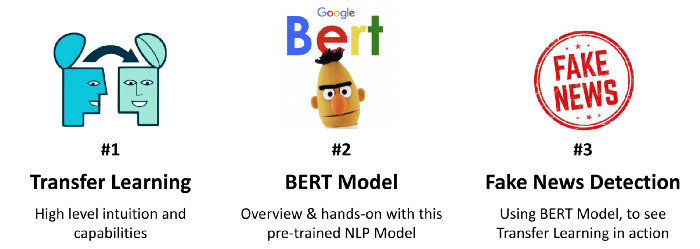 Google
Bert
FAKE
NEWS
#1
#2
#3
Transfer Learning
BERT Model
Fake News Detection
High level intuition and
capabilities
Overview & hands-on with this
pre-trained NLP Model
Using BERT Model, to see
Transfer Learning in action